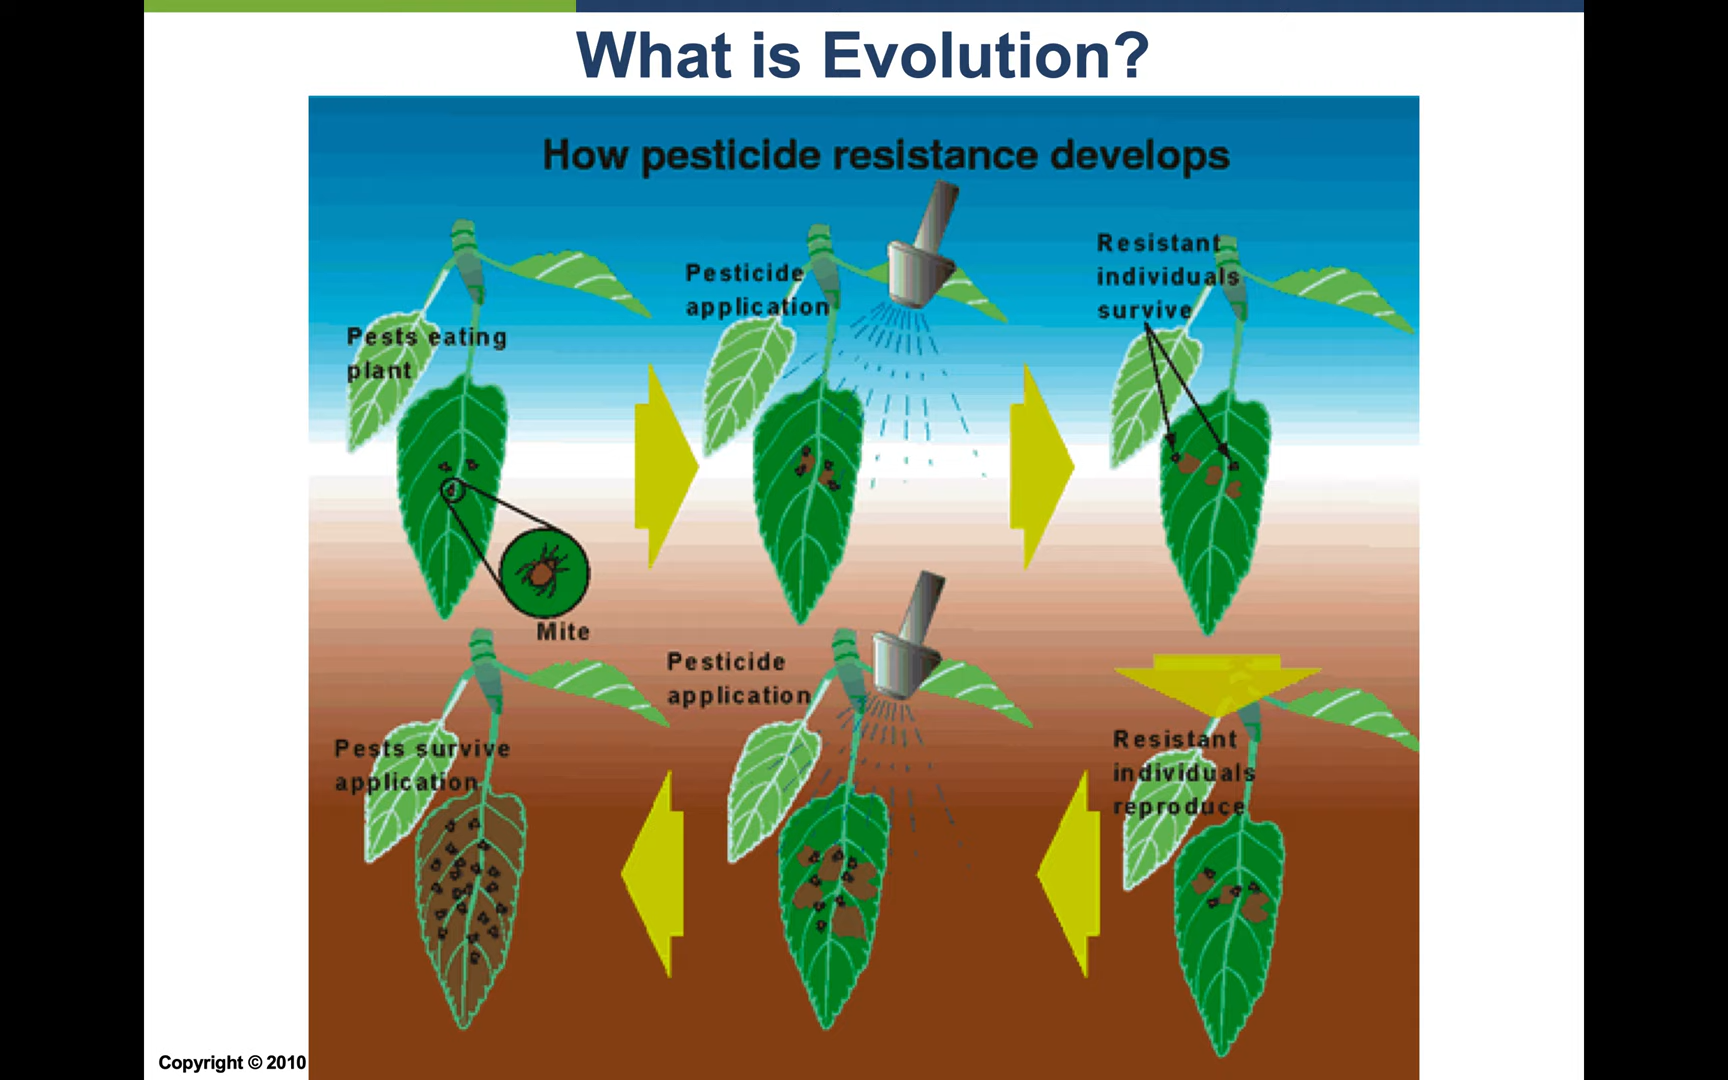 What is Evolution?
How pesticide resistance develops
Pests eating
plant
Mite
Pesticide
application
Resistant
individuals
survive
Resistant
individuals
reproduce
Pesticide
application
Pests survive
application
Copyright © 2010